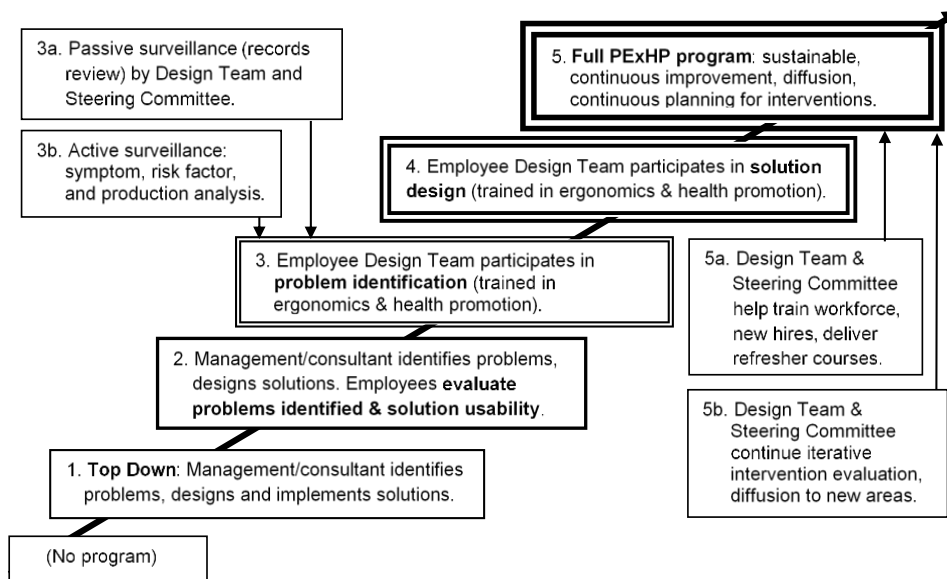 3a. Passive surveillance (records
review) by Design Team and
Steering Committee.
3b. Active surveillance:
symptom, risk factor,
and production analysis.
5. Full PExHP program: sustainable,
continuous improvement, diffusion,
continuous planning for interventions.
4. Employee Design Team participates in solution
design (trained in ergonomics & health promotion).
3. Employee Design Team participates in
problem identification (trained in
ergonomics & health promotion).
5a. Design Team &
Steering Committee
help train workforce,
new hires, deliver
refresher courses.
2. Management/consultant identifies problems,
designs solutions. Employees evaluate
problems identified & solution usability.
5b. Design Team &
Steering Committee
continue iterative
intervention evaluation,
diffusion to new areas.
1. Top Down: Management/consultant identifies
problems, designs and implements solutions.
(No program)